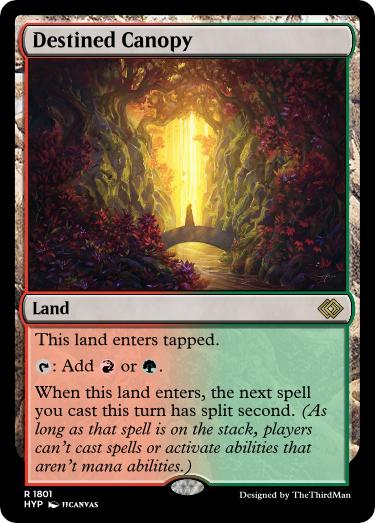 Destined Canopy
Land
This land enters tapped.
: Add or .
When this land enters, the next spell
you cast this turn has split second. (As
long as that spell is on the stack, players
can't cast spells or activate abilities that
aren't mana abilities.)
R 1801
HYP JJCANVAS
Designed by TheThirdMan